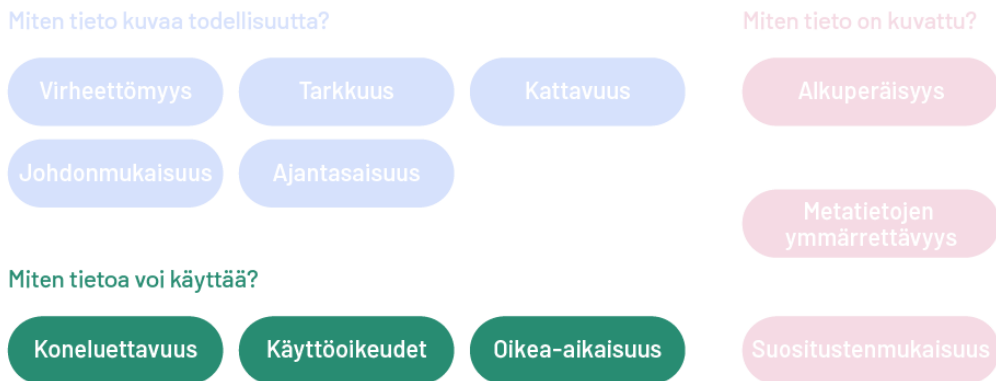 Miten tieto kuvaa todellisuutta?
Virheettömyys
Tarkkuus
Kattavuus
Johdonmukaisuus
Ajantasaisuus
Miten tieto on kuvattu?
Alkuperäisyys
Metatietojen
ymmärrettävyys
Suositustenmukaisuus
Miten tietoa voi käyttää?
Koneluettavuus
Käyttöoikeudet
Oikea-aikaisuus